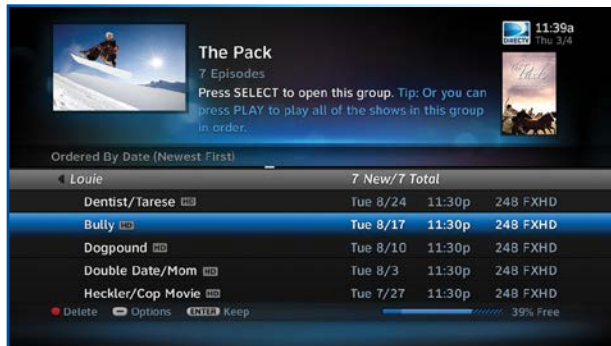 11:39a
DIRECTV
Thu 3/4
The Pack
7 Episodes
Press SELECT to open this group. Tip: Or you can
press PLAY to play all of the shows in this group
in order.
Ordered By Date (Newest First)
Louie 7 New/7 Total
Dentist/Tarese HD Tue 8/24 11:30p 248 FXHD
Bully HD Tue 8/17 11:30p 248 FXHD
Dogpound HD Tue 8/10 11:30p 248 FXHD
Double Date/Mom HD Tue 8/3 11:30p 248 FXHD
Heckler/Cop Movie HD Tue 7/27 11:30p 248 FXHD
Delete Options ENTER Keep 39% Free